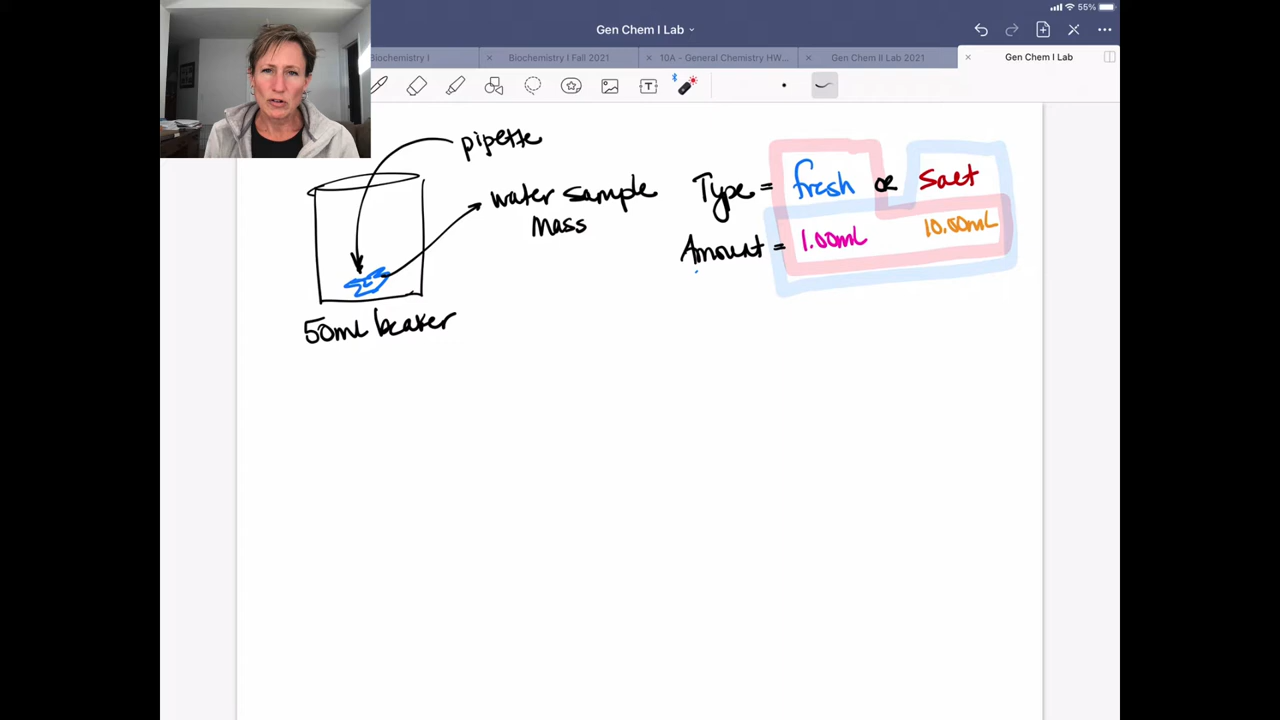 55%
Gen Chem I Lab
Biochemistry I
Biochemistry I Fall 2021
10A - General Chemistry HW...
Gen Chem II Lab 2021
Gen Chem I Lab
pipette
water sample
Mass
50mL beaker
Type = fresh or Salt
Amount = 1.00mL 10.00mL